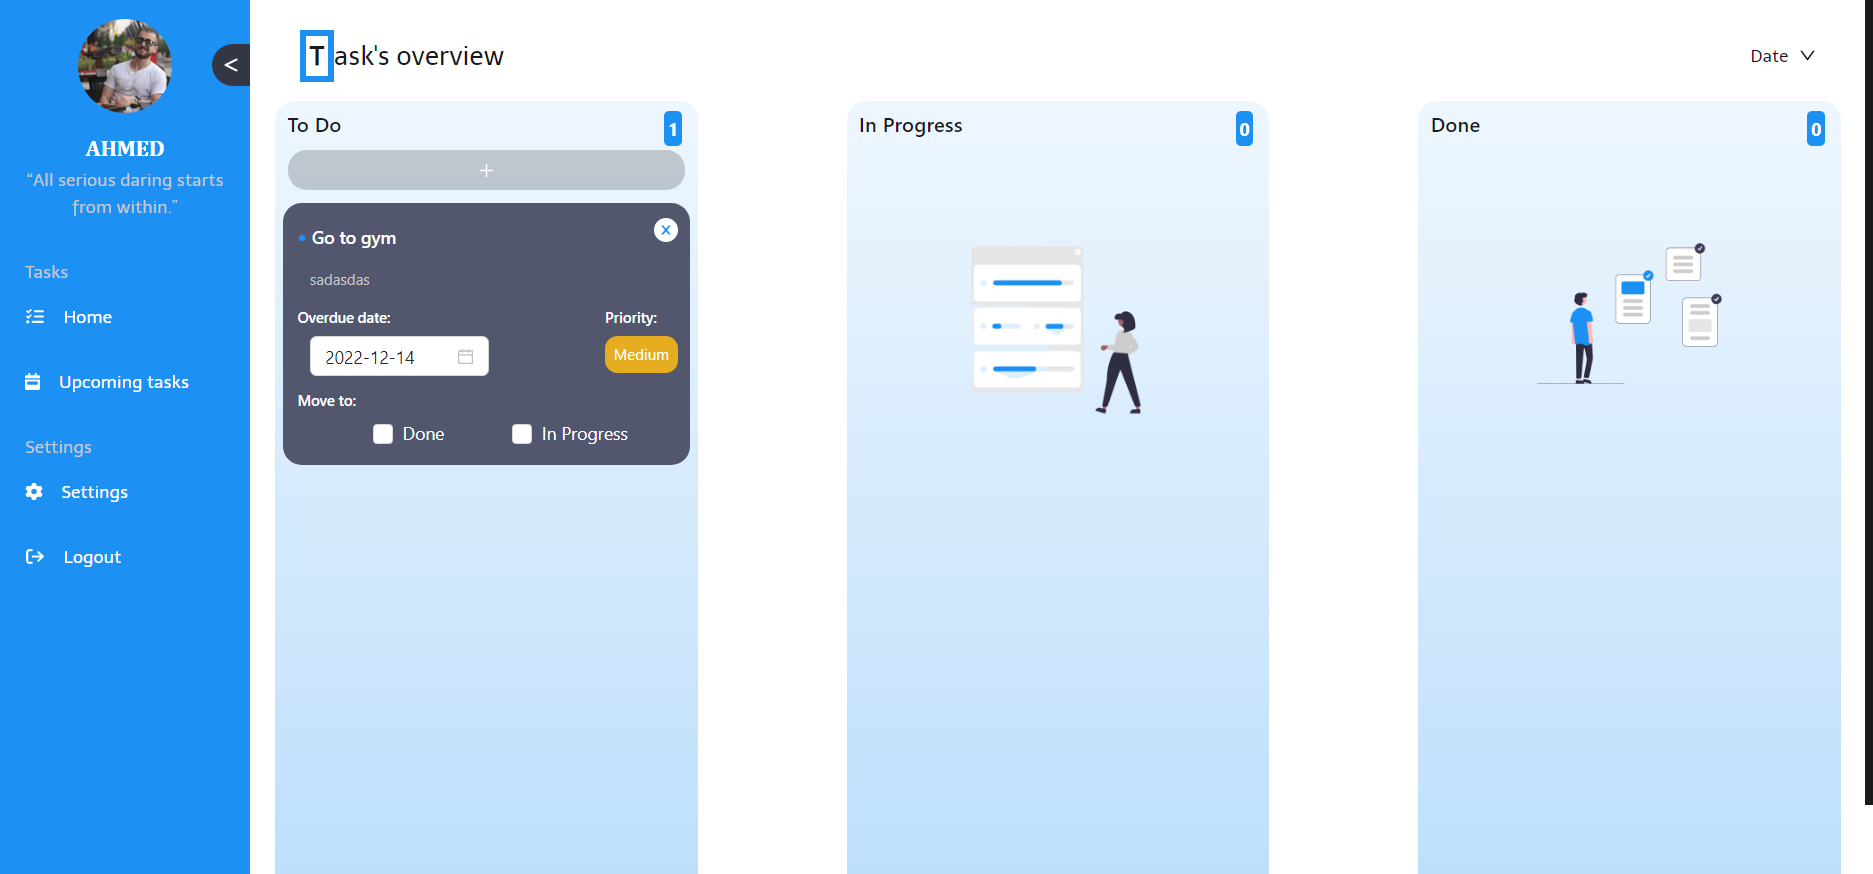 <
AHMED
“All serious daring starts
from within.”
Tasks
Home
Upcoming tasks
Settings
Settings
Logout
Task's overview
Date
To Do
1
+
Go to gym
x
sadasdas
Overdue date:
Priority:
2022-12-14
Medium
Move to:
Done
In Progress
In Progress
0
Done
0